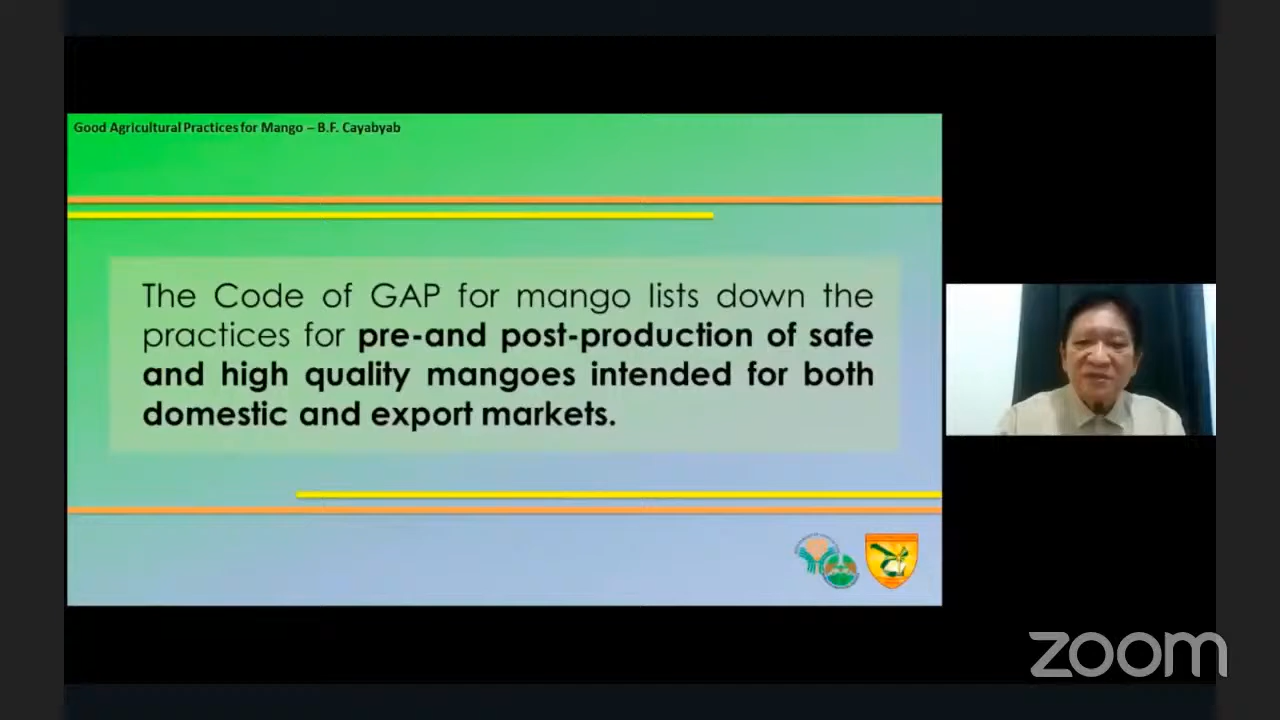 Good Agricultural Practices for Mango – B.F. Cayabyab
The Code of GAP for mango lists down the
practices for pre-and post-production of safe
and high quality mangoes intended for both
domestic and export markets.
zoom